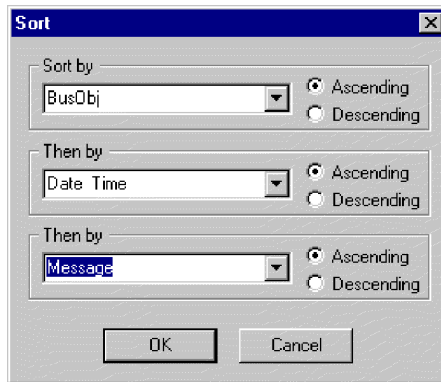 Sort
Sort by
BusObj
Ascending
Descending
Then by
Date Time
Ascending
Descending
Then by
Message
Ascending
Descending
OK
Cancel